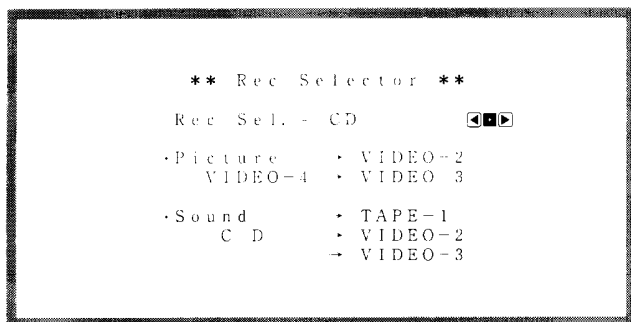 ** Rec Selector **
Rec Sel. - CD ◀▪▶
·Picture → VIDEO-2
VIDEO-4 → VIDEO 3
·Sound → TAPE-1
CD → VIDEO-2
→ VIDEO-3